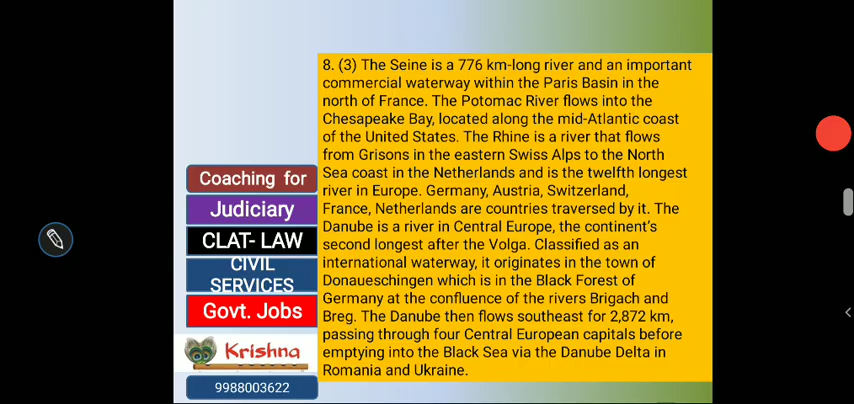 8. (3) The Seine is a 776 km-long river and an important
commercial waterway within the Paris Basin in the
north of France. The Potomac River flows into the
Chesapeake Bay, located along the mid-Atlantic coast
of the United States. The Rhine is a river that flows
from Grisons in the eastern Swiss Alps to the North
Sea coast in the Netherlands and is the twelfth longest
river in Europe. Germany, Austria, Switzerland,
France, Netherlands are countries traversed by it. The
Danube is a river in Central Europe, the continent's
second longest after the Volga. Classified as an
international waterway, it originates in the town of
Donaueschingen which is in the Black Forest of
Germany at the confluence of the rivers Brigach and
Breg. The Danube then flows southeast for 2,872 km,
passing through four Central European capitals before
emptying into the Black Sea via the Danube Delta in
Romania and Ukraine.
Coaching for
Judiciary
CLAT- LAW
CIVIL
SERVICES
Govt. Jobs
Krishna
9988003622